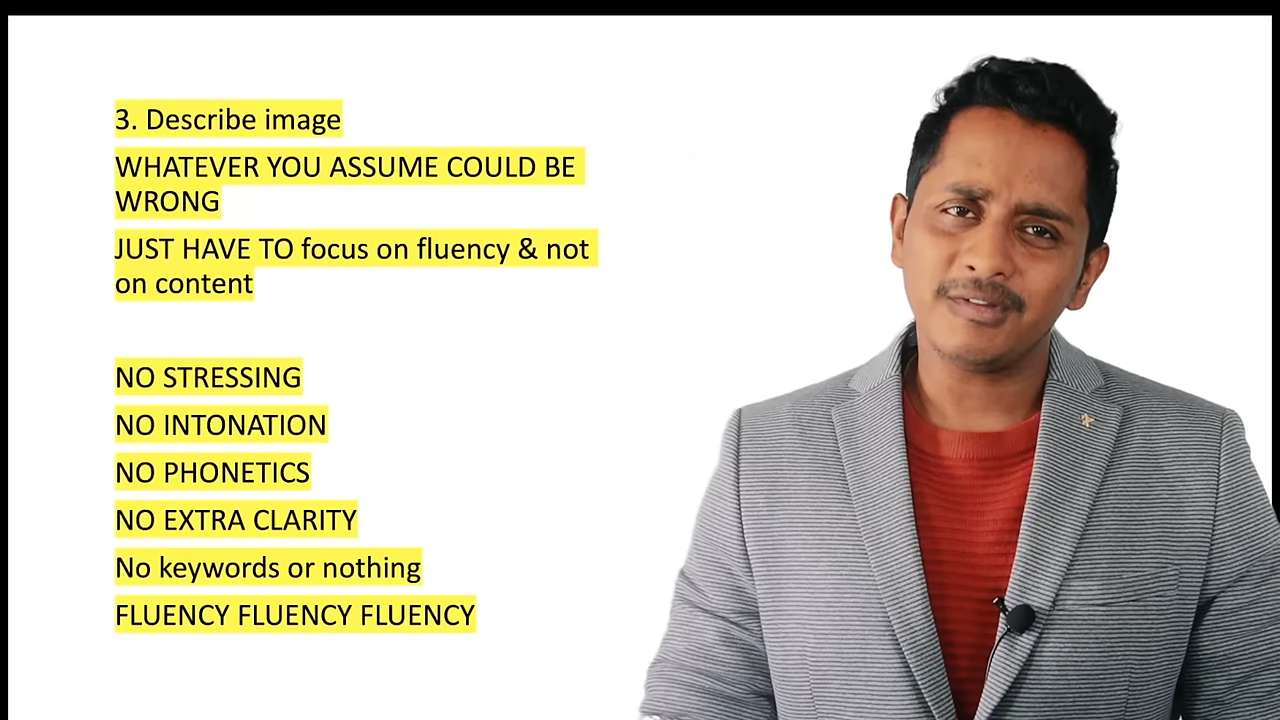 3. Describe image
WHATEVER YOU ASSUME COULD BE
WRONG
JUST HAVE TO focus on fluency & not
on content
NO STRESSING
NO INTONATION
NO PHONETICS
NO EXTRA CLARITY
No keywords or nothing
FLUENCY FLUENCY FLUENCY